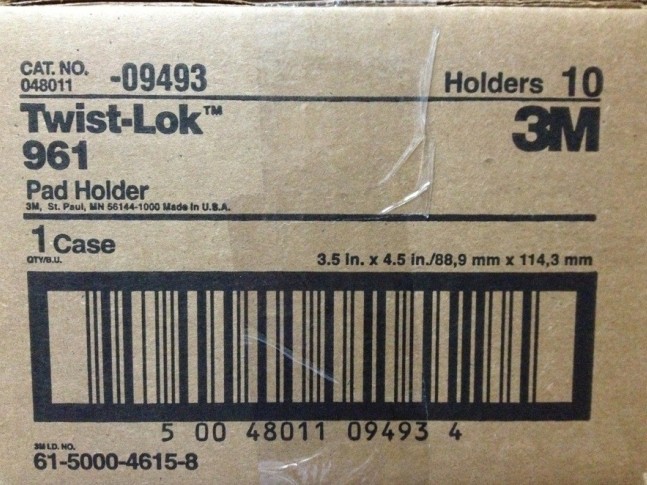 CAT. NO.
048011 -09493 Holders 10
Twist-Lok™ 3M
961
Pad Holder
3M, St. Paul, MN 55144-1000 Made in U.S.A.
1 Case
QTY/B.U. 3.5 in. x 4.5 in./88,9 mm x 114,3 mm
5 00 48011 09493 4
3M I.D. NO.
61-5000-4615-8